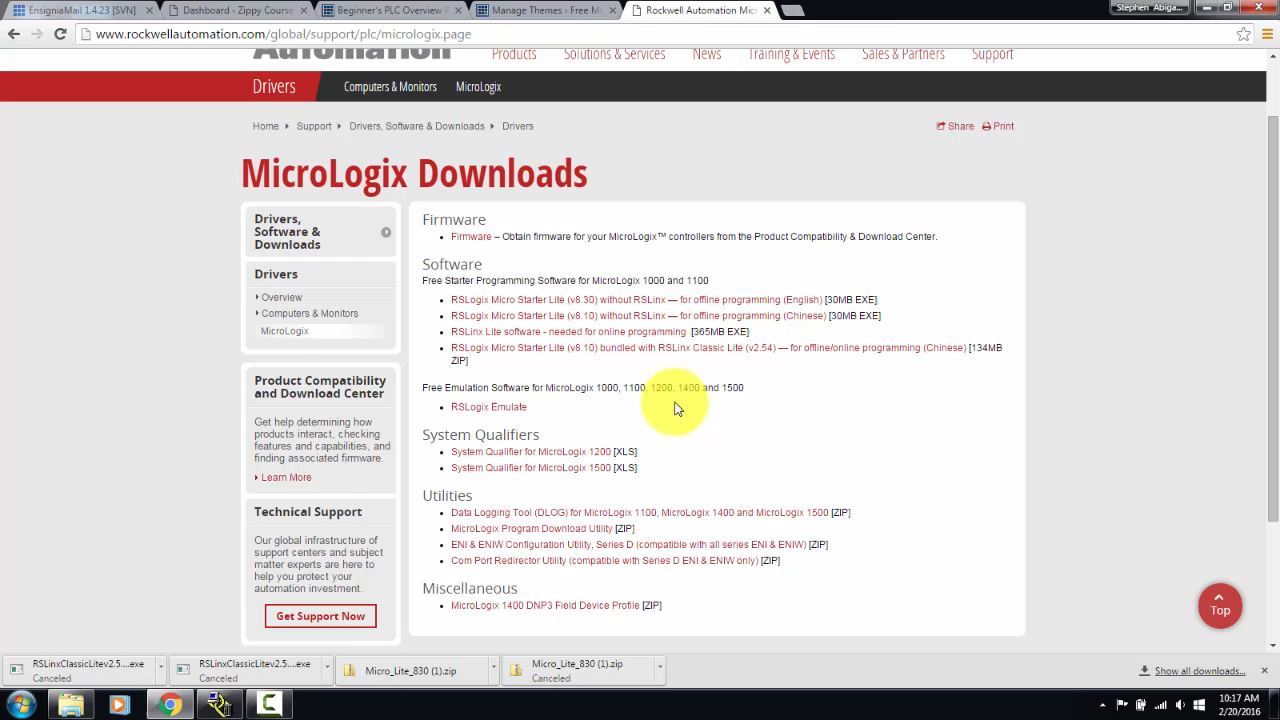 EnsigniaMail 1.4.23 [SVN]
Dashboard ‹ Zippy Course
Beginner's PLC Overview
Manage Themes ‹ Free M
Rockwell Automation Mic
Stephen Abiga...
www.rockwellautomation.com/global/support/plc/micrologix.page
Automation
Products
Solutions & Services
News
Training & Events
Sales & Partners
Support
Drivers
Computers & Monitors
MicroLogix
Home
Support
Drivers, Software & Downloads
Drivers
Share
Print
MicroLogix Downloads
Drivers,
Software &
Downloads
Drivers
Overview
Computers & Monitors
MicroLogix
Product Compatibility
and Download Center
Get help determining how
products interact, checking
features and capabilities, and
finding associated firmware.
Learn More
Technical Support
Our global infrastructure of
support centers and subject
matter experts are here to
help you protect your
automation investment.
Get Support Now
Firmware
Firmware – Obtain firmware for your MicroLogix™ controllers from the Product Compatibility & Download Center.
Software
Free Starter Programming Software for MicroLogix 1000 and 1100
RSLogix Micro Starter Lite (v8.30) without RSLinx — for offline programming (English) [30MB EXE]
RSLogix Micro Starter Lite (v8.10) without RSLinx — for offline programming (Chinese) [30MB EXE]
RSLinx Lite software - needed for online programming [365MB EXE]
RSLogix Micro Starter Lite (v8.10) bundled with RSLinx Classic Lite (v2.54) — for offline/online programming (Chinese) [134MB
ZIP]
Free Emulation Software for MicroLogix 1000, 1100, 1200, 1400 and 1500
RSLogix Emulate
System Qualifiers
System Qualifier for MicroLogix 1200 [XLS]
System Qualifier for MicroLogix 1500 [XLS]
Utilities
Data Logging Tool (DLOG) for MicroLogix 1100, MicroLogix 1400 and MicroLogix 1500 [ZIP]
MicroLogix Program Download Utility [ZIP]
ENI & ENIW Configuration Utility, Series D (compatible with all series ENI & ENIW) [ZIP]
Com Port Redirector Utility (compatible with Series D ENI & ENIW only) [ZIP]
Miscellaneous
MicroLogix 1400 DNP3 Field Device Profile [ZIP]
Top
RSLinxClassicLitev2.5....exe
Canceled
RSLinxClassicLitev2.5....exe
Canceled
Micro_Lite_830 (1).zip
Micro_Lite_830 (1).zip
Canceled
Show all downloads...
10:17 AM
2/20/2016